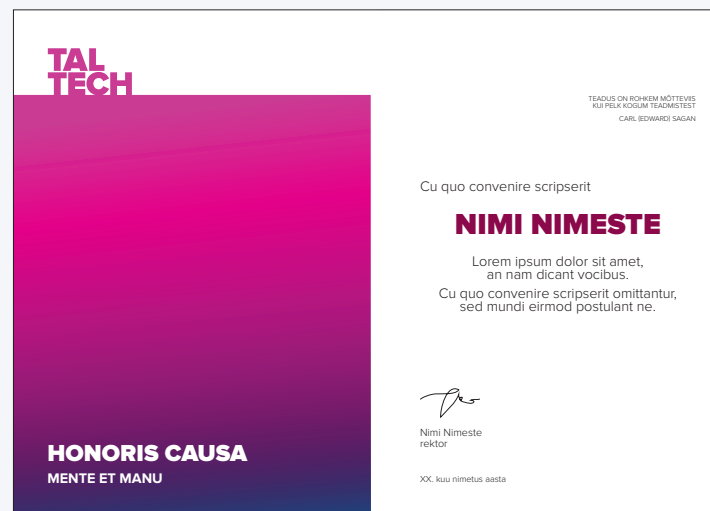 TAL
TECH
TEADUS ON ROHKEM MÕTTEVIIS
KUI PELK KOGUM TEADMISTEST
CARL (EDWARD) SAGAN
Cu quo convenire scripserit
NIMI NIMESTE
Lorem ipsum dolor sit amet,
an nam dicant vocibus.
Cu quo convenire scripserit omittantur,
sed mundi eirmod postulant ne.
Nimi Nimeste
rektor
XX. kuu nimetus aasta
HONORIS CAUSA
MENTE ET MANU